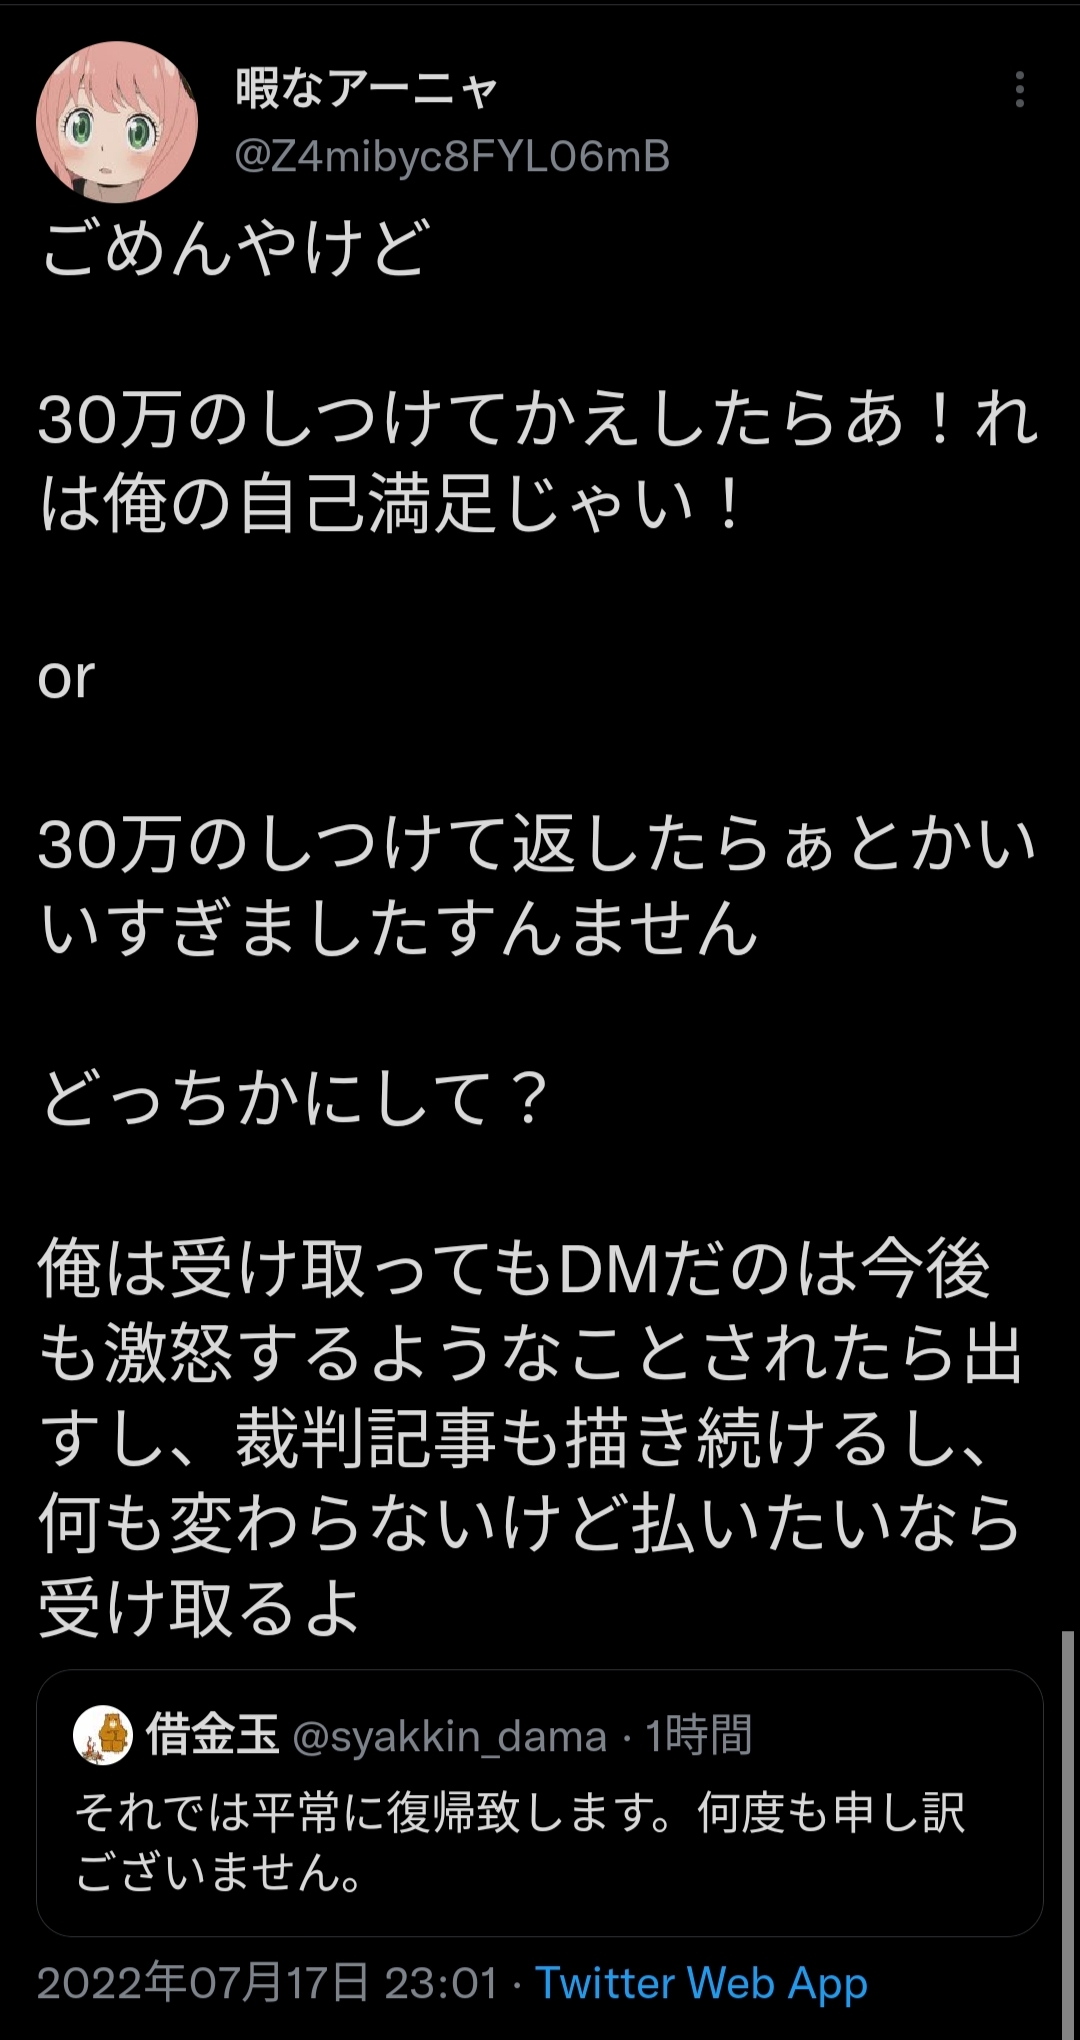 暇なアーニャ
@Z4mibyc8FYL06mB
ごめんやけど
30万のしつけてかえしたらあ！れ
は俺の自己満足じゃい！
or
30万のしつけて返したらぁとかい
いすぎましたすんません
どっちかにして？
俺は受け取ってもDMだのは今後
も激怒するようなことされたら出
すし、裁判記事も描き続けるし、
何も変わらないけど払いたいなら
受け取るよ
借金玉 @syakkin_dama · 1時間
それでは平常に復帰致します。何度も申し訳
ございません。
2022年07月17日 23:01 · Twitter Web App